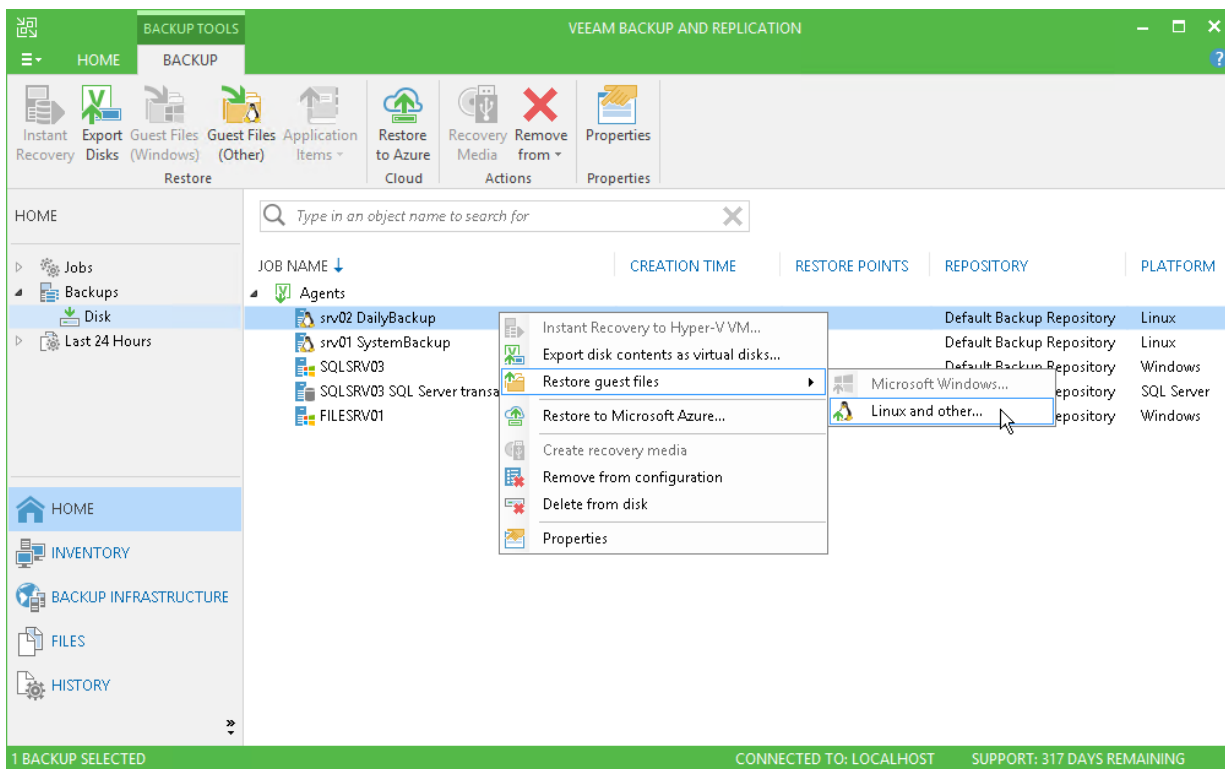 BACKUP TOOLS
VEEAM BACKUP AND REPLICATION
HOME
BACKUP
Instant Recovery
Export Disks
Guest Files (Windows)
Guest Files (Other)
Application Items
Restore to Azure
Recovery Media
Remove from
Properties
Restore
Cloud
Actions
Properties
HOME
Type in an object name to search for
Jobs
Backups
Disk
Last 24 Hours
JOB NAME
CREATION TIME
RESTORE POINTS
REPOSITORY
PLATFORM
Agents
srv02 DailyBackup
Default Backup Repository
Linux
srv01 SystemBackup
Default Backup Repository
Linux
SQLSRV03
Default Backup Repository
Windows
SQLSRV03 SQL Server transa
epository
SQL Server
FILESRV01
epository
Windows
Instant Recovery to Hyper-V VM...
Export disk contents as virtual disks...
Restore guest files
Restore to Microsoft Azure...
Create recovery media
Remove from configuration
Delete from disk
Properties
Microsoft Windows...
Linux and other...
HOME
INVENTORY
BACKUP INFRASTRUCTURE
FILES
HISTORY
1 BACKUP SELECTED
CONNECTED TO: LOCALHOST
SUPPORT: 317 DAYS REMAINING